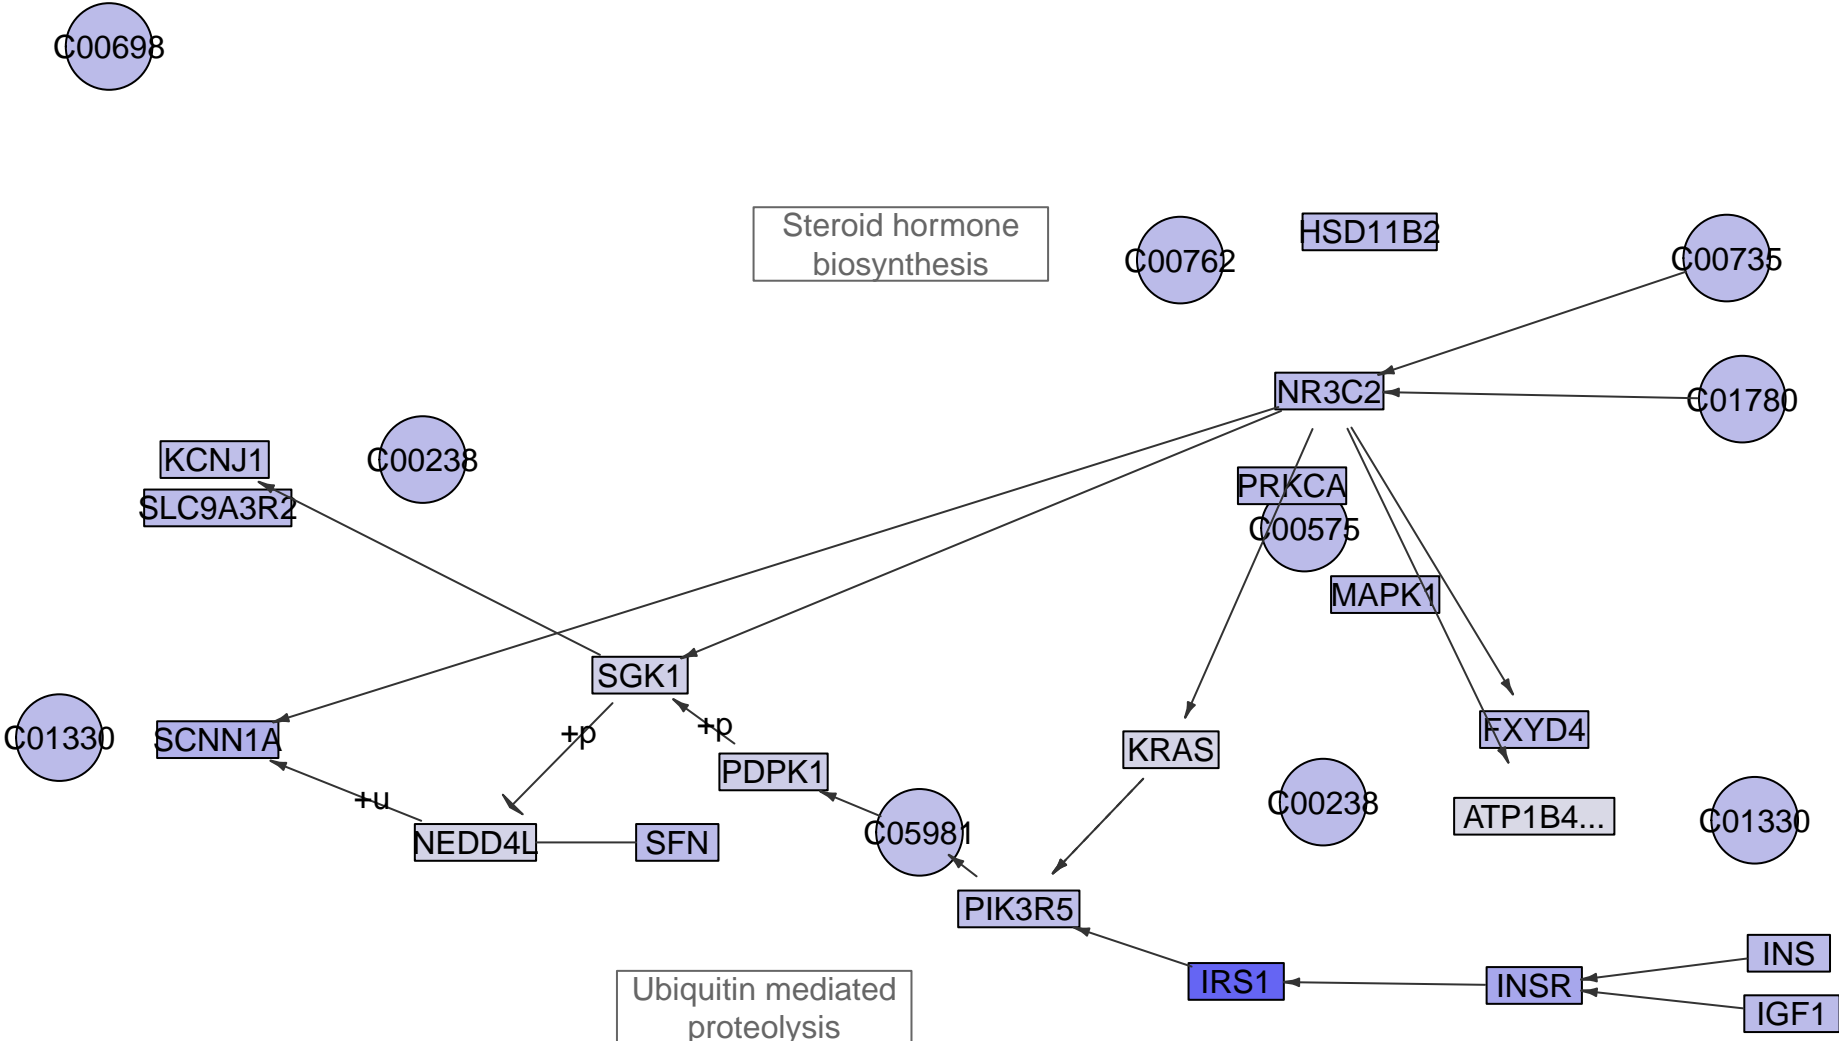 C00698
Steroid hormone
biosynthesis
C00762
HSD11B2
C00735
NR3C2
C01780
KCNJ1
C00238
SLC9A3R2
PRKCA
C00575
MAPK1
SGK1
+p
+p
C01330
SCNN1A
FXYD4
KRAS
PDPK1
+u
C00238
ATP1B4...
C01330
NEDD4L
SFN
C05981
PIK3R5
INS
IRS1
INSR
IGF1
Ubiquitin mediated
proteolysis